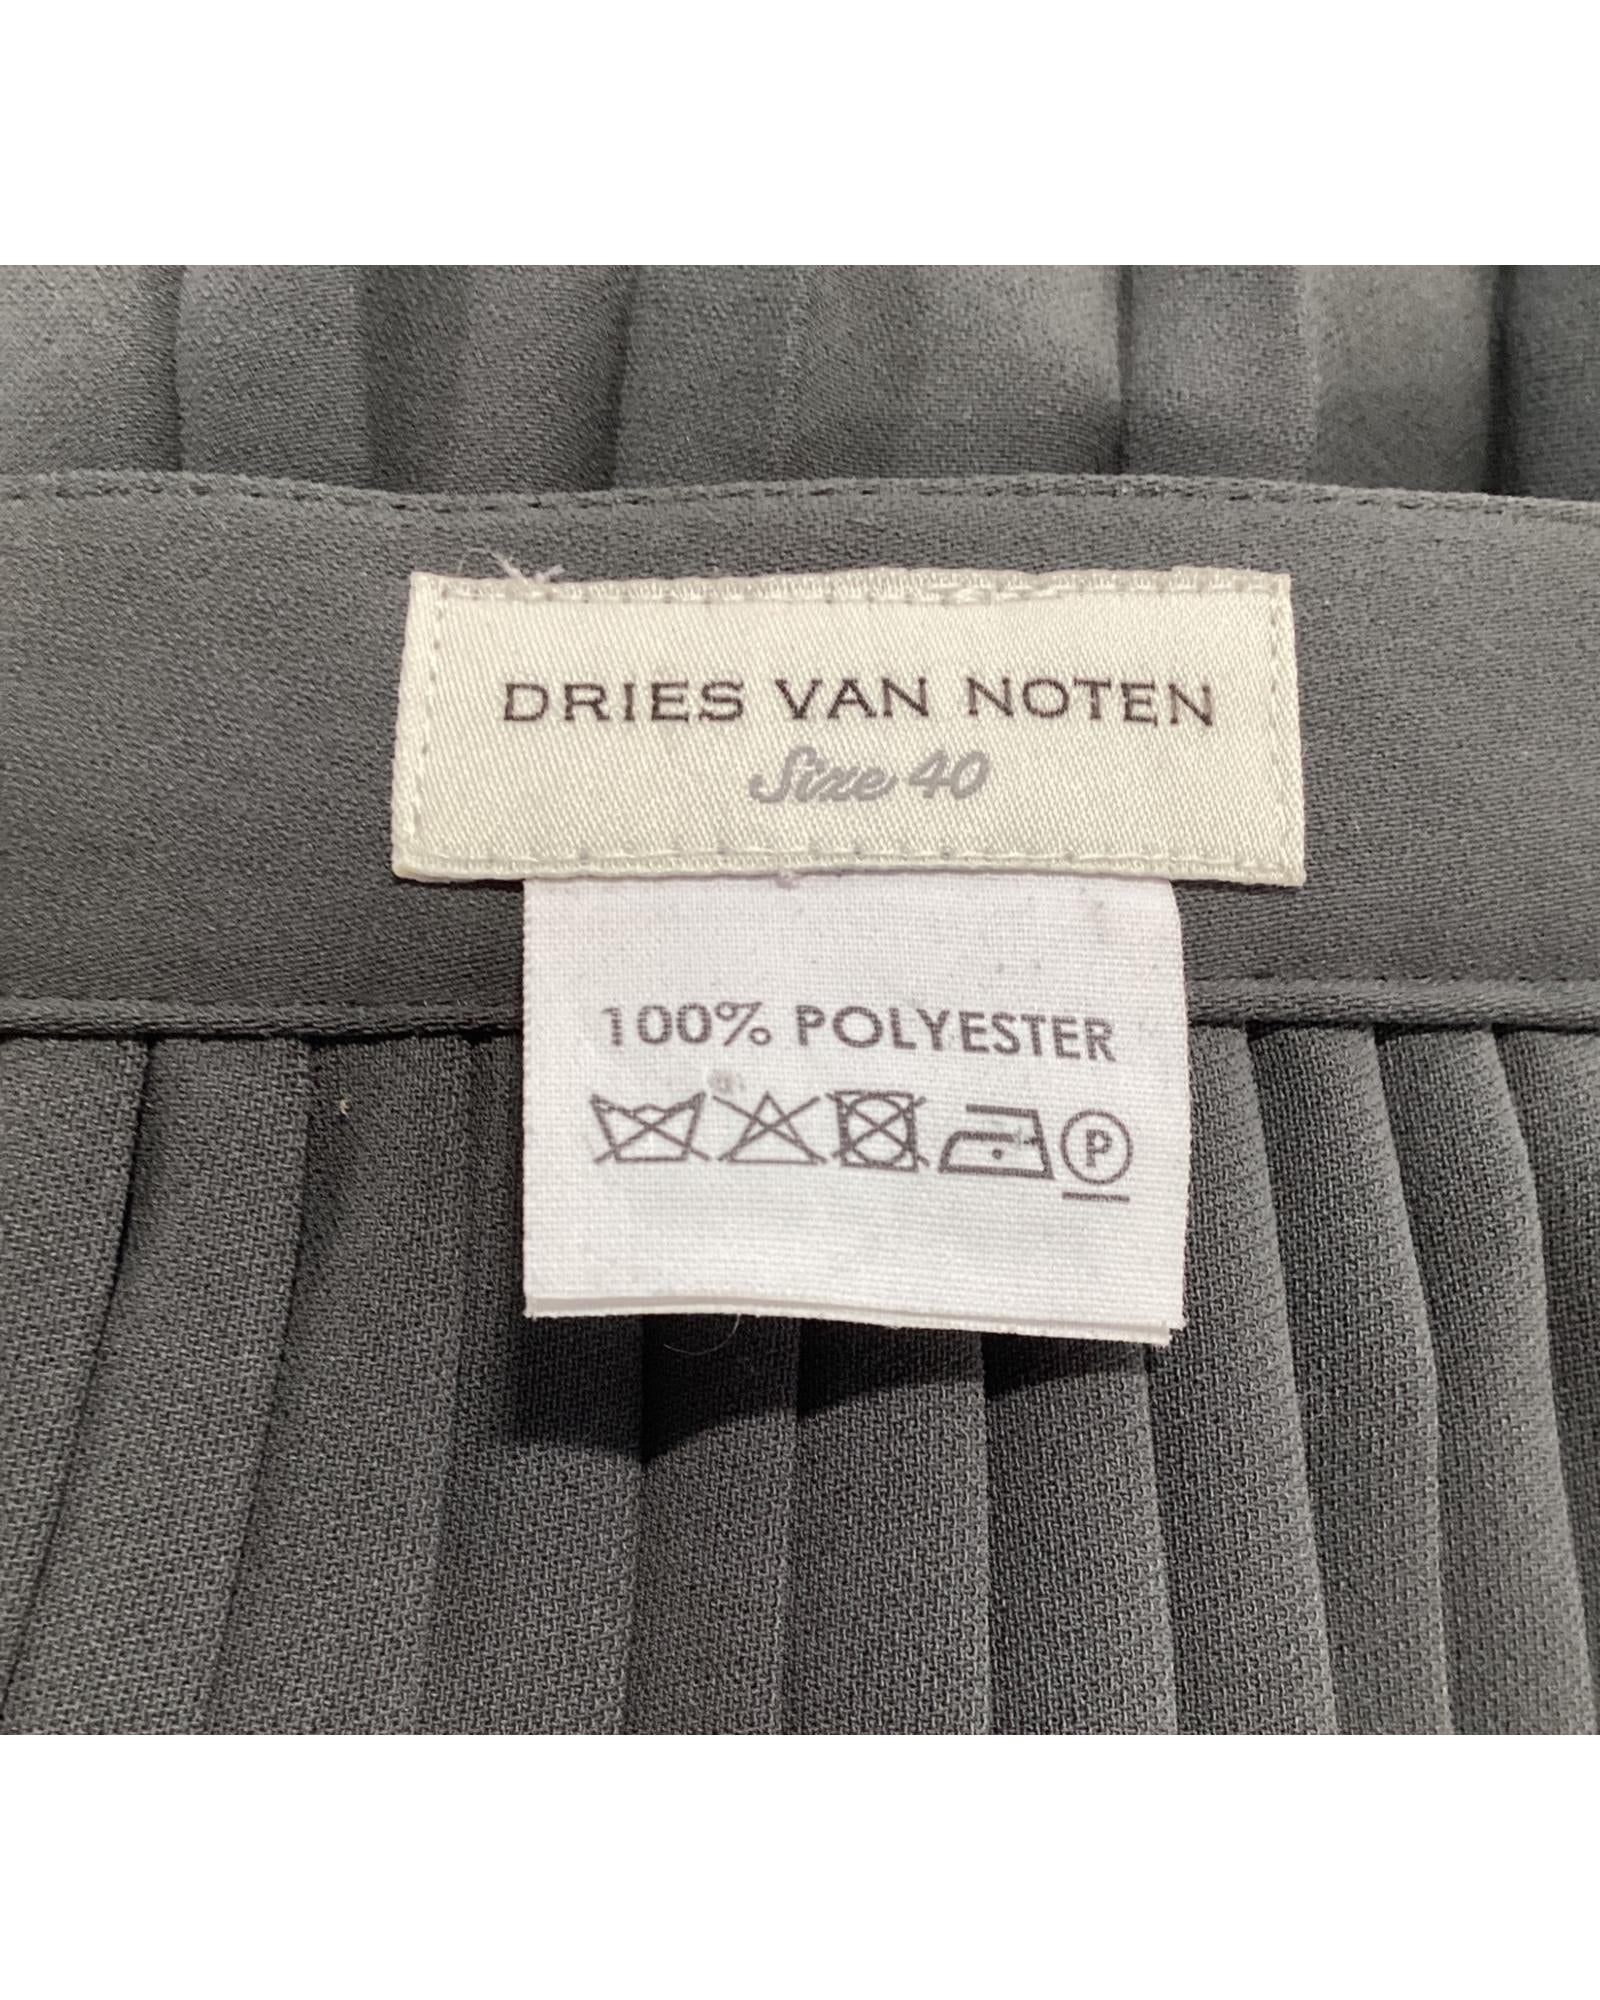 DRIES VAN NOTEN
Size 40
100% POLYESTER
P